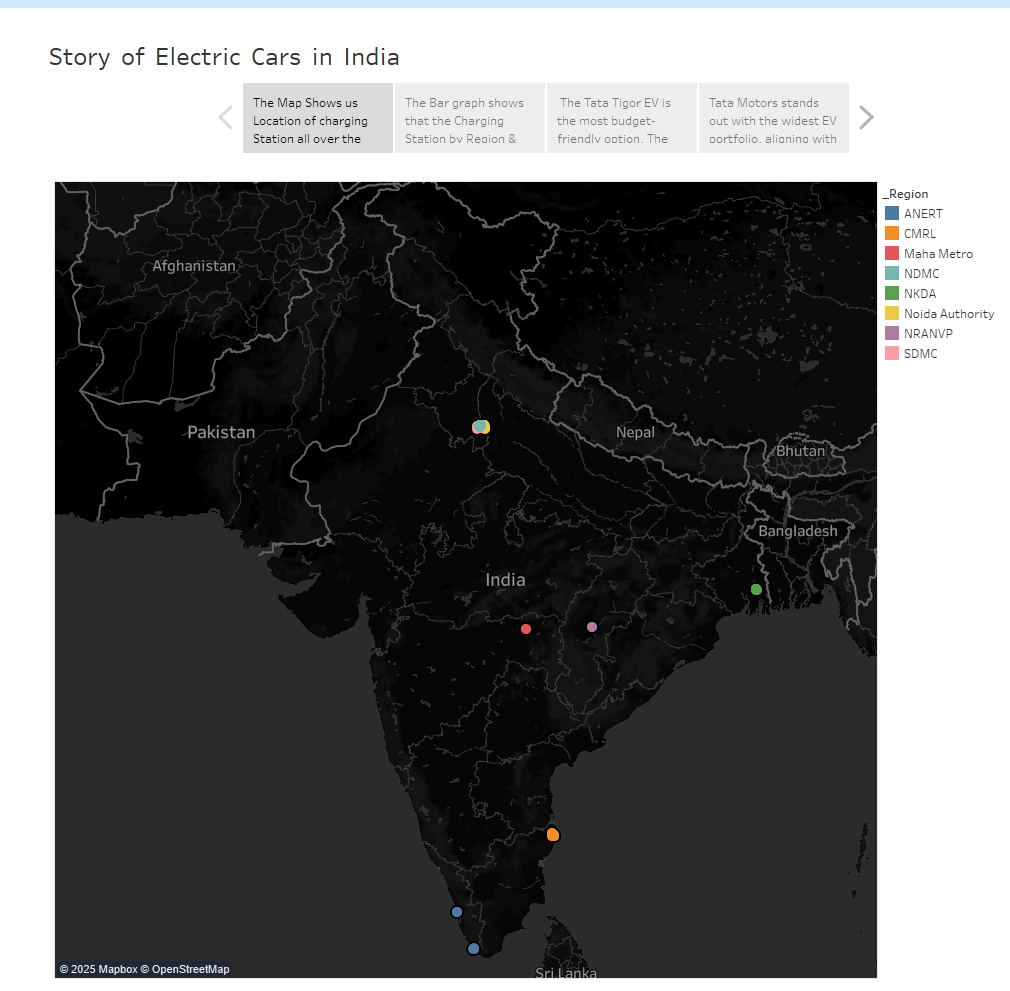 Story of Electric Cars in India
The Map Shows us
Location of charging
Station all over the
The Bar graph shows
that the Charging
Station by Region &
The Tata Tigor EV is
the most budget-
friendly option. The
Tata Motors stands
out with the widest EV
portfolio, aligning with
_Region
ANERT
CMRL
Maha Metro
NDMC
NKDA
Noida Authority
NRANVP
SDMC
Afghanistan
Pakistan
Nepal
Bhutan
Bangladesh
India
Sri Lanka
© 2025 Mapbox © OpenStreetMap